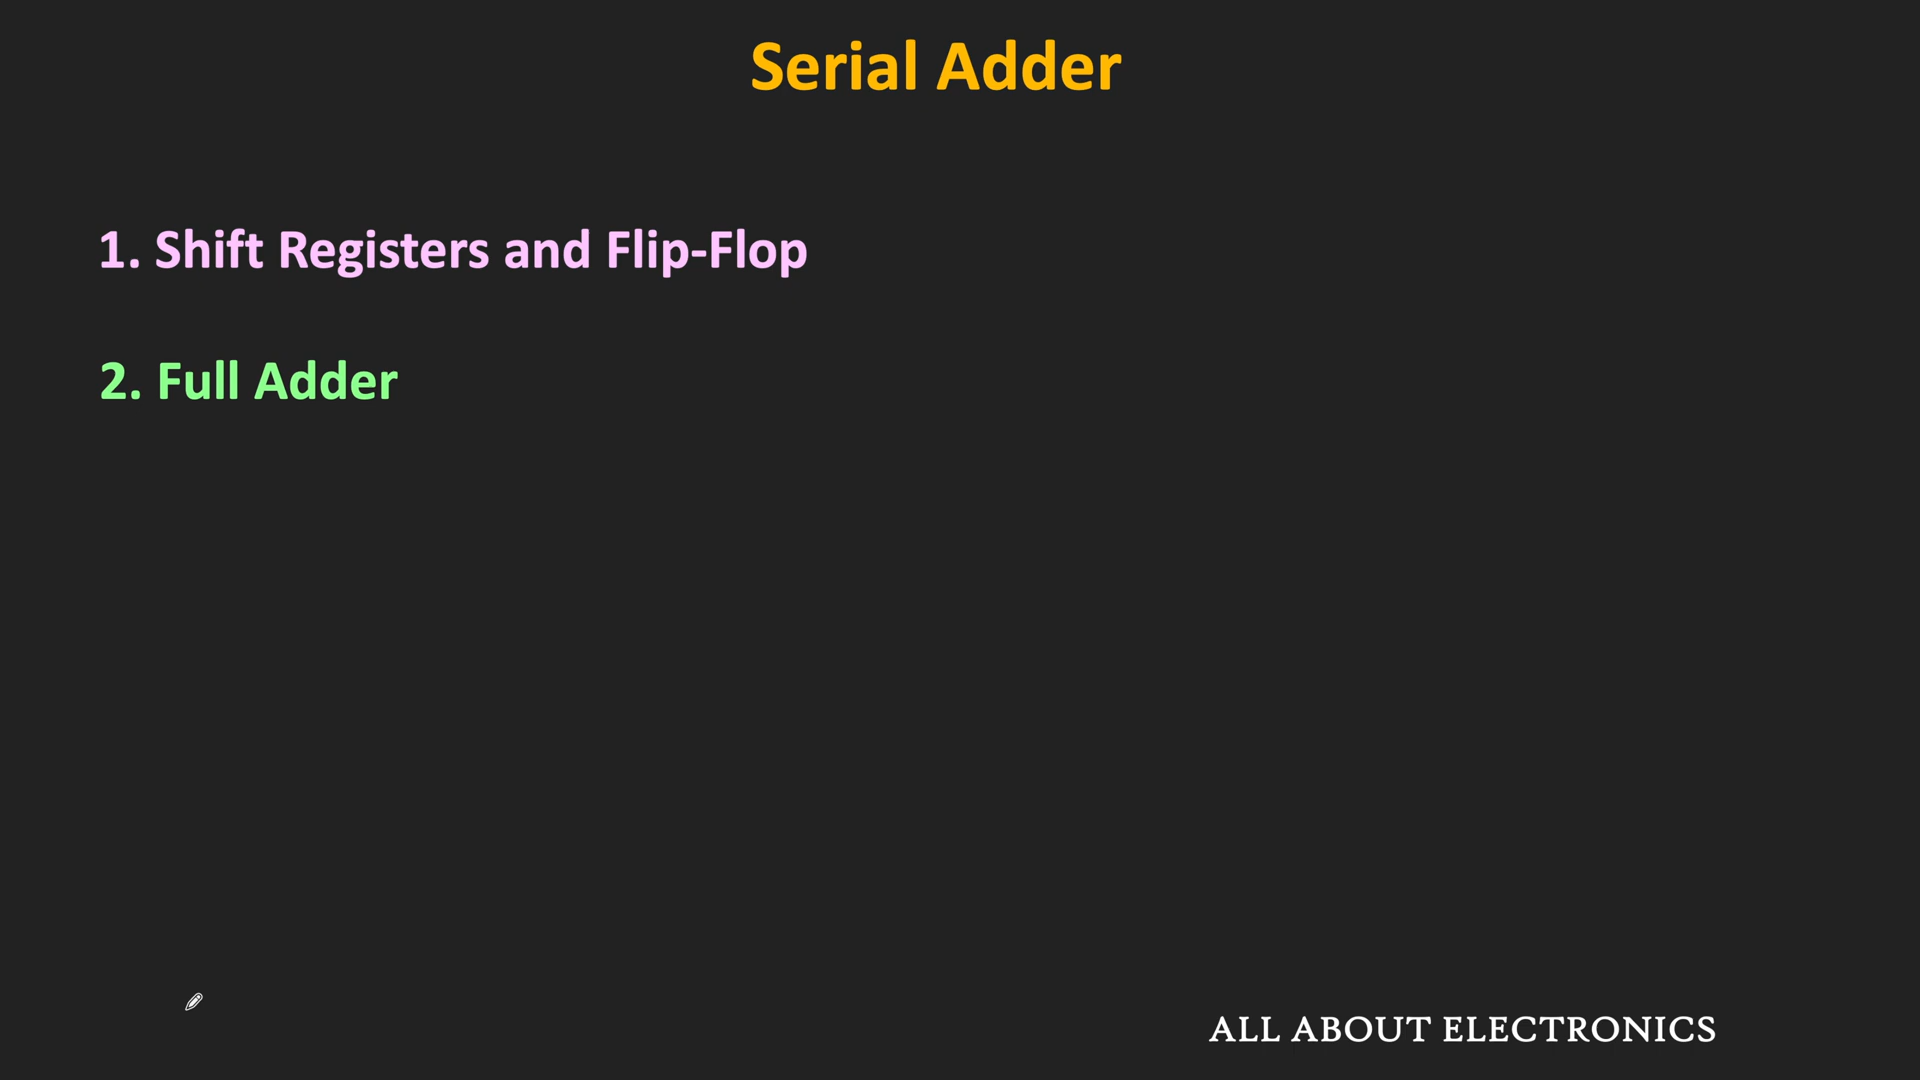 Serial Adder
1. Shift Registers and Flip-Flop
2. Full Adder
ALL ABOUT ELECTRONICS